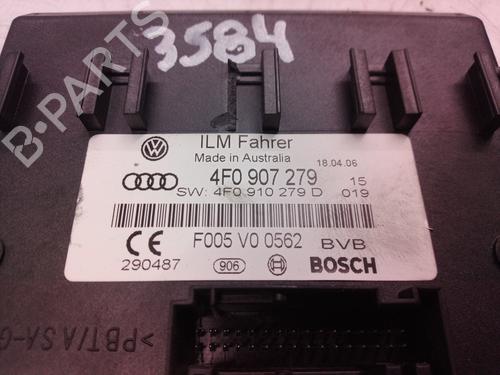 3584
B-PARTS
ILM Fahrer
Made in Australia 18.04.06
4F0 907 279 15
SW: 4F0 910 279 D 019
F005 V0 0562 BVB
CE 290487 906 BOSCH
>PBT/ASA-G